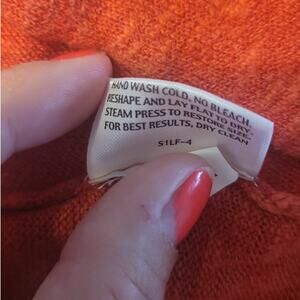 HAND WASH COLD, NO BLEACH.
RESHAPE AND LAY FLAT TO DRY.
STEAM PRESS TO RESTORE SIZE.
FOR BEST RESULTS, DRY CLEAN
S1LF-4